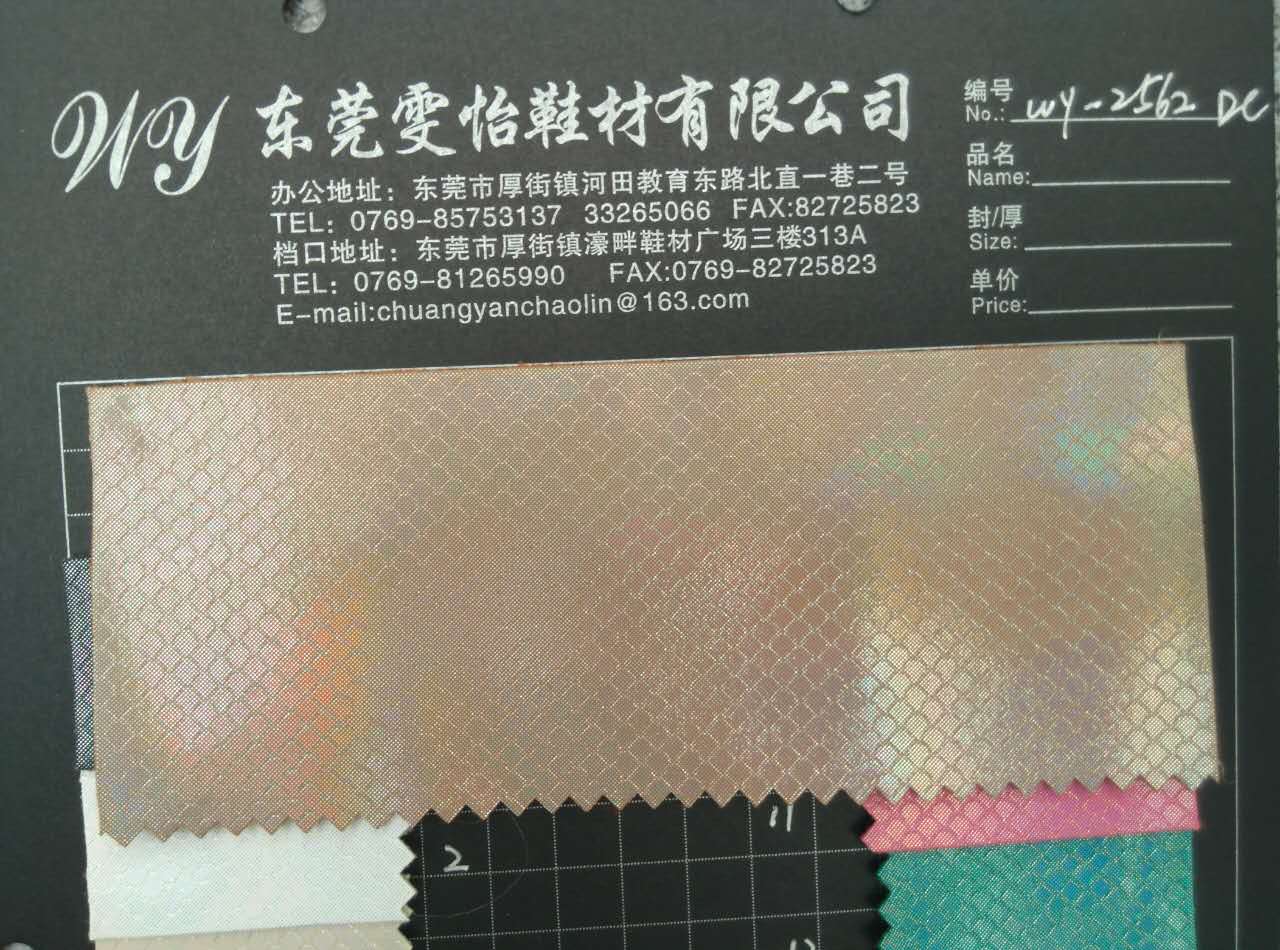 WY 东莞雯怡鞋材有限公司
办公地址：东莞市厚街镇河田教育东路北直一巷二号
TEL：0769-85753137 33265066 FAX:82725823
档口地址：东莞市厚街镇濠畔鞋材广场三楼313A
TEL：0769-81265990 FAX:0769-82725823
E-mail:chuangyanchaolin@163.com
编号
No.: WY-2562 DC
品名
Name:
封/厚
Size:
单价
Price:
11
2